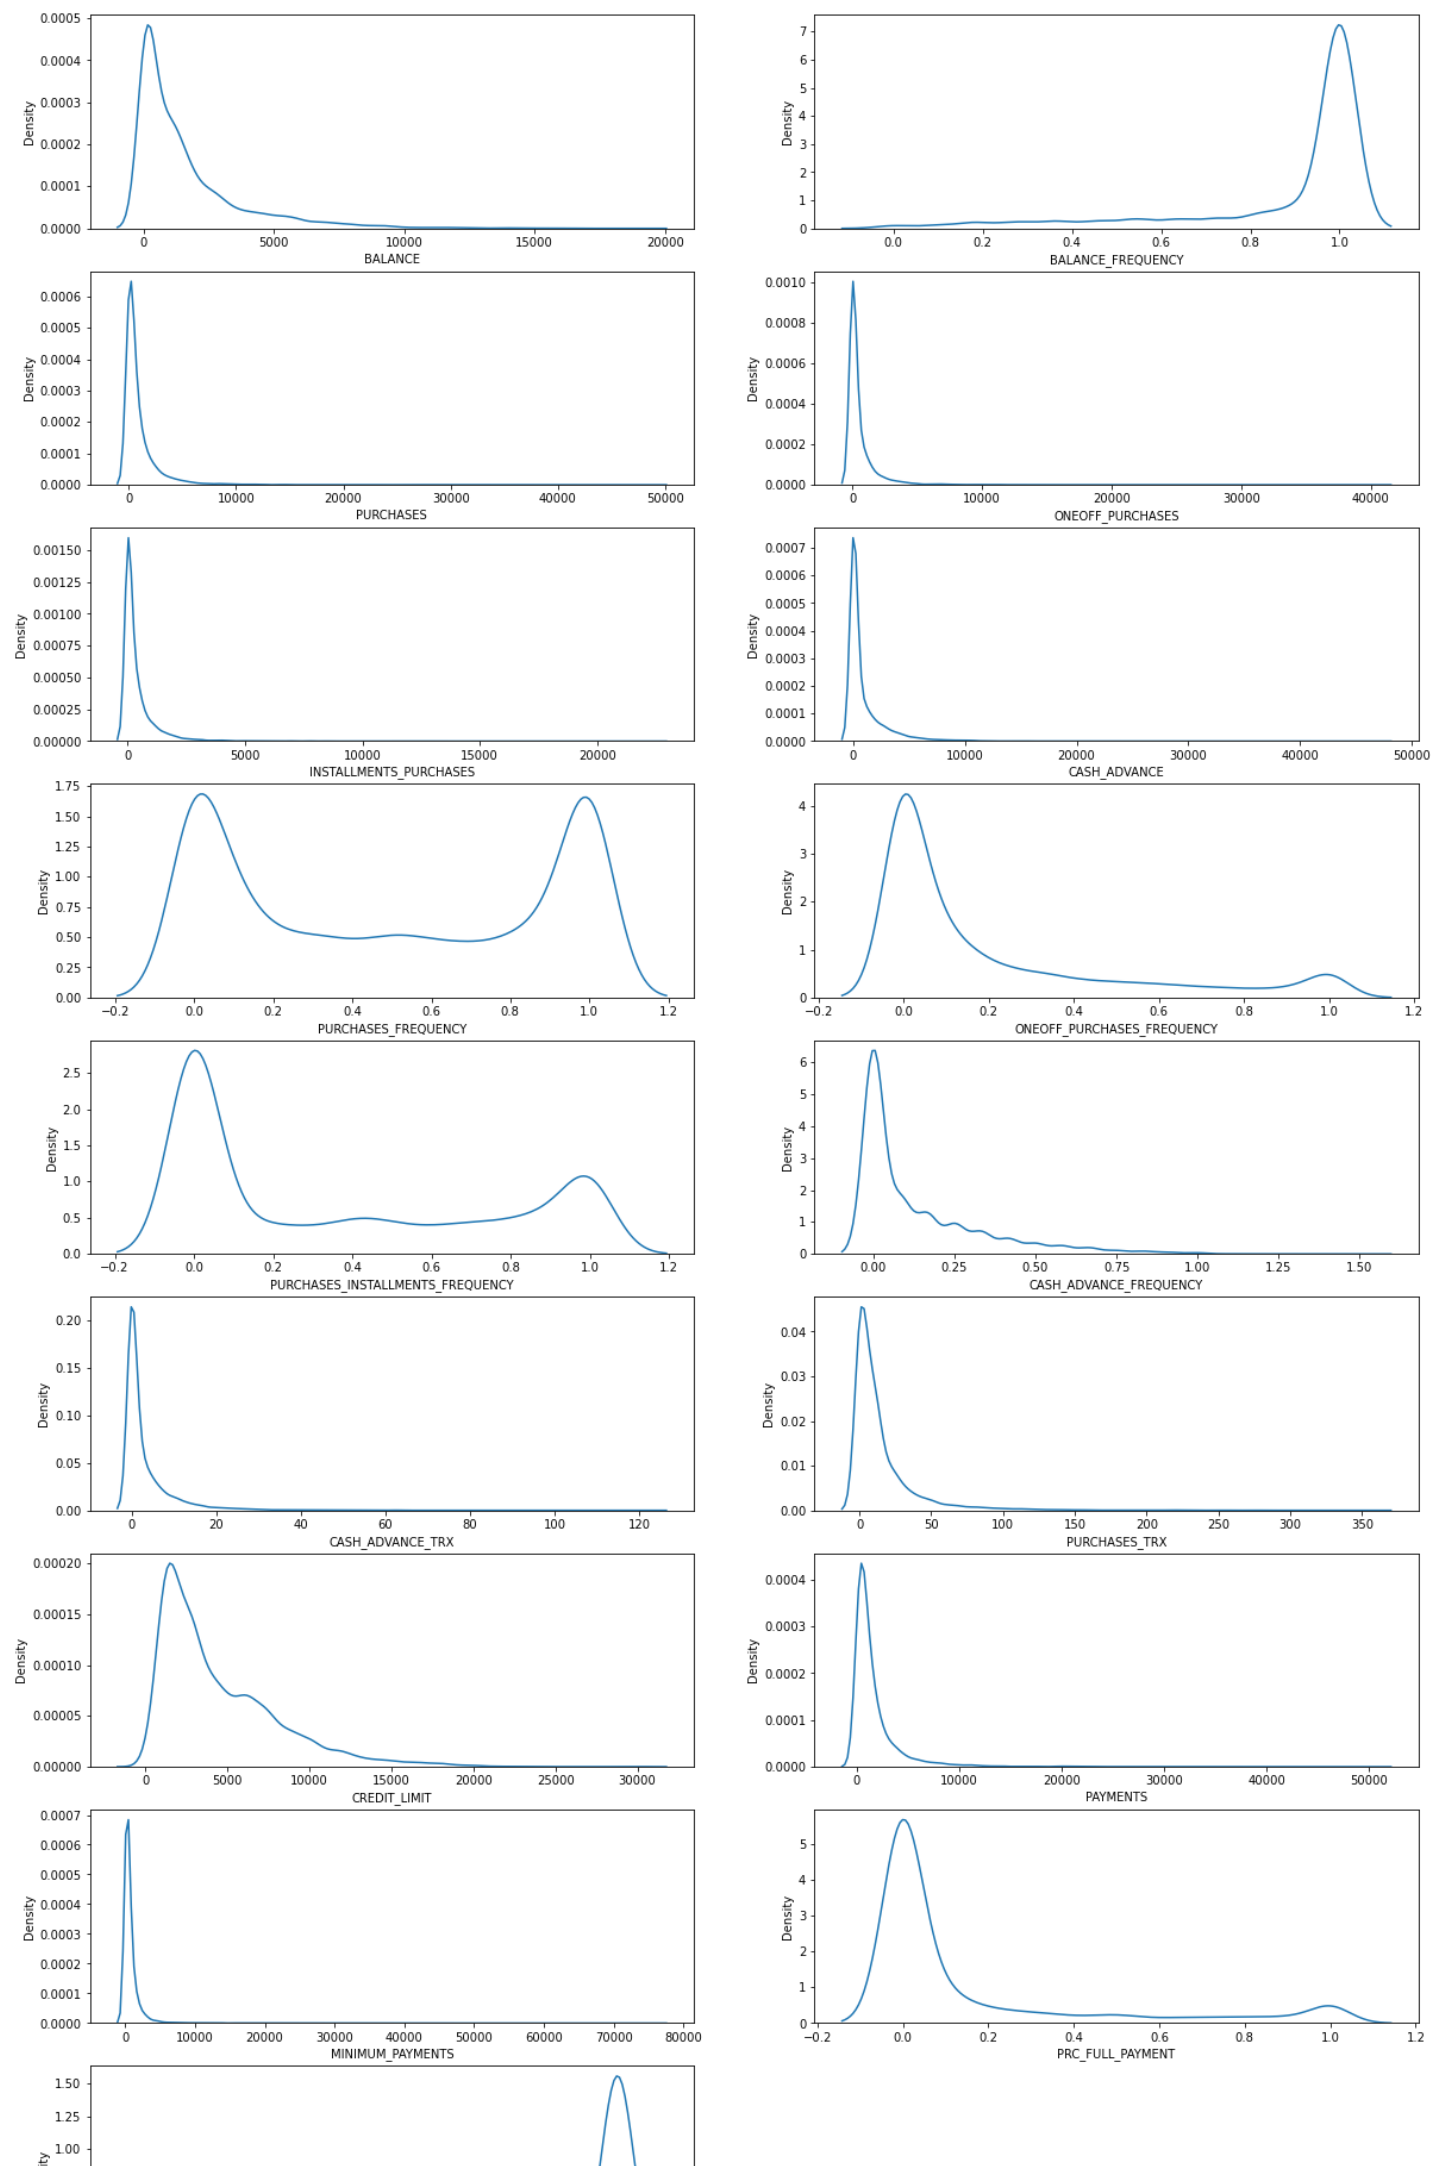 0.0005
0.0004
0.0003
0.0002
0.0001
0.0000
Density
0 5000 10000 15000 20000
BALANCE
7
6
5
4
3
2
1
0
Density
0.0 0.2 0.4 0.6 0.8 1.0
BALANCE_FREQUENCY
0.0006
0.0005
0.0004
0.0003
0.0002
0.0001
0.0000
Density
0 10000 20000 30000 40000 50000
PURCHASES
0.0010
0.0008
0.0006
0.0004
0.0002
0.0000
Density
0 10000 20000 30000 40000
ONEOFF_PURCHASES
0.00150
0.00125
0.00100
0.00075
0.00050
0.00025
0.00000
Density
0 5000 10000 15000 20000
INSTALLMENTS_PURCHASES
0.0007
0.0006
0.0005
0.0004
0.0003
0.0002
0.0001
0.0000
Density
0 10000 20000 30000 40000 50000
CASH_ADVANCE
1.75
1.50
1.25
1.00
0.75
0.50
0.25
0.00
Density
−0.2 0.0 0.2 0.4 0.6 0.8 1.0 1.2
PURCHASES_FREQUENCY
4
3
2
1
0
Density
−0.2 0.0 0.2 0.4 0.6 0.8 1.0 1.2
ONEOFF_PURCHASES_FREQUENCY
2.5
2.0
1.5
1.0
0.5
0.0
Density
−0.2 0.0 0.2 0.4 0.6 0.8 1.0 1.2
PURCHASES_INSTALLMENTS_FREQUENCY
6
5
4
3
2
1
0
Density
0.00 0.25 0.50 0.75 1.00 1.25 1.50
CASH_ADVANCE_FREQUENCY
0.20
0.15
0.10
0.05
0.00
Density
0 20 40 60 80 100 120
CASH_ADVANCE_TRX
0.04
0.03
0.02
0.01
0.00
Density
0 50 100 150 200 250 300 350
PURCHASES_TRX
0.00020
0.00015
0.00010
0.00005
0.00000
Density
0 5000 10000 15000 20000 25000 30000
CREDIT_LIMIT
0.0004
0.0003
0.0002
0.0001
0.0000
Density
0 10000 20000 30000 40000 50000
PAYMENTS
0.0007
0.0006
0.0005
0.0004
0.0003
0.0002
0.0001
0.0000
Density
0 10000 20000 30000 40000 50000 60000 70000 80000
MINIMUM_PAYMENTS
5
4
3
2
1
0
Density
−0.2 0.0 0.2 0.4 0.6 0.8 1.0 1.2
PRC_FULL_PAYMENT
1.50
1.25
1.00